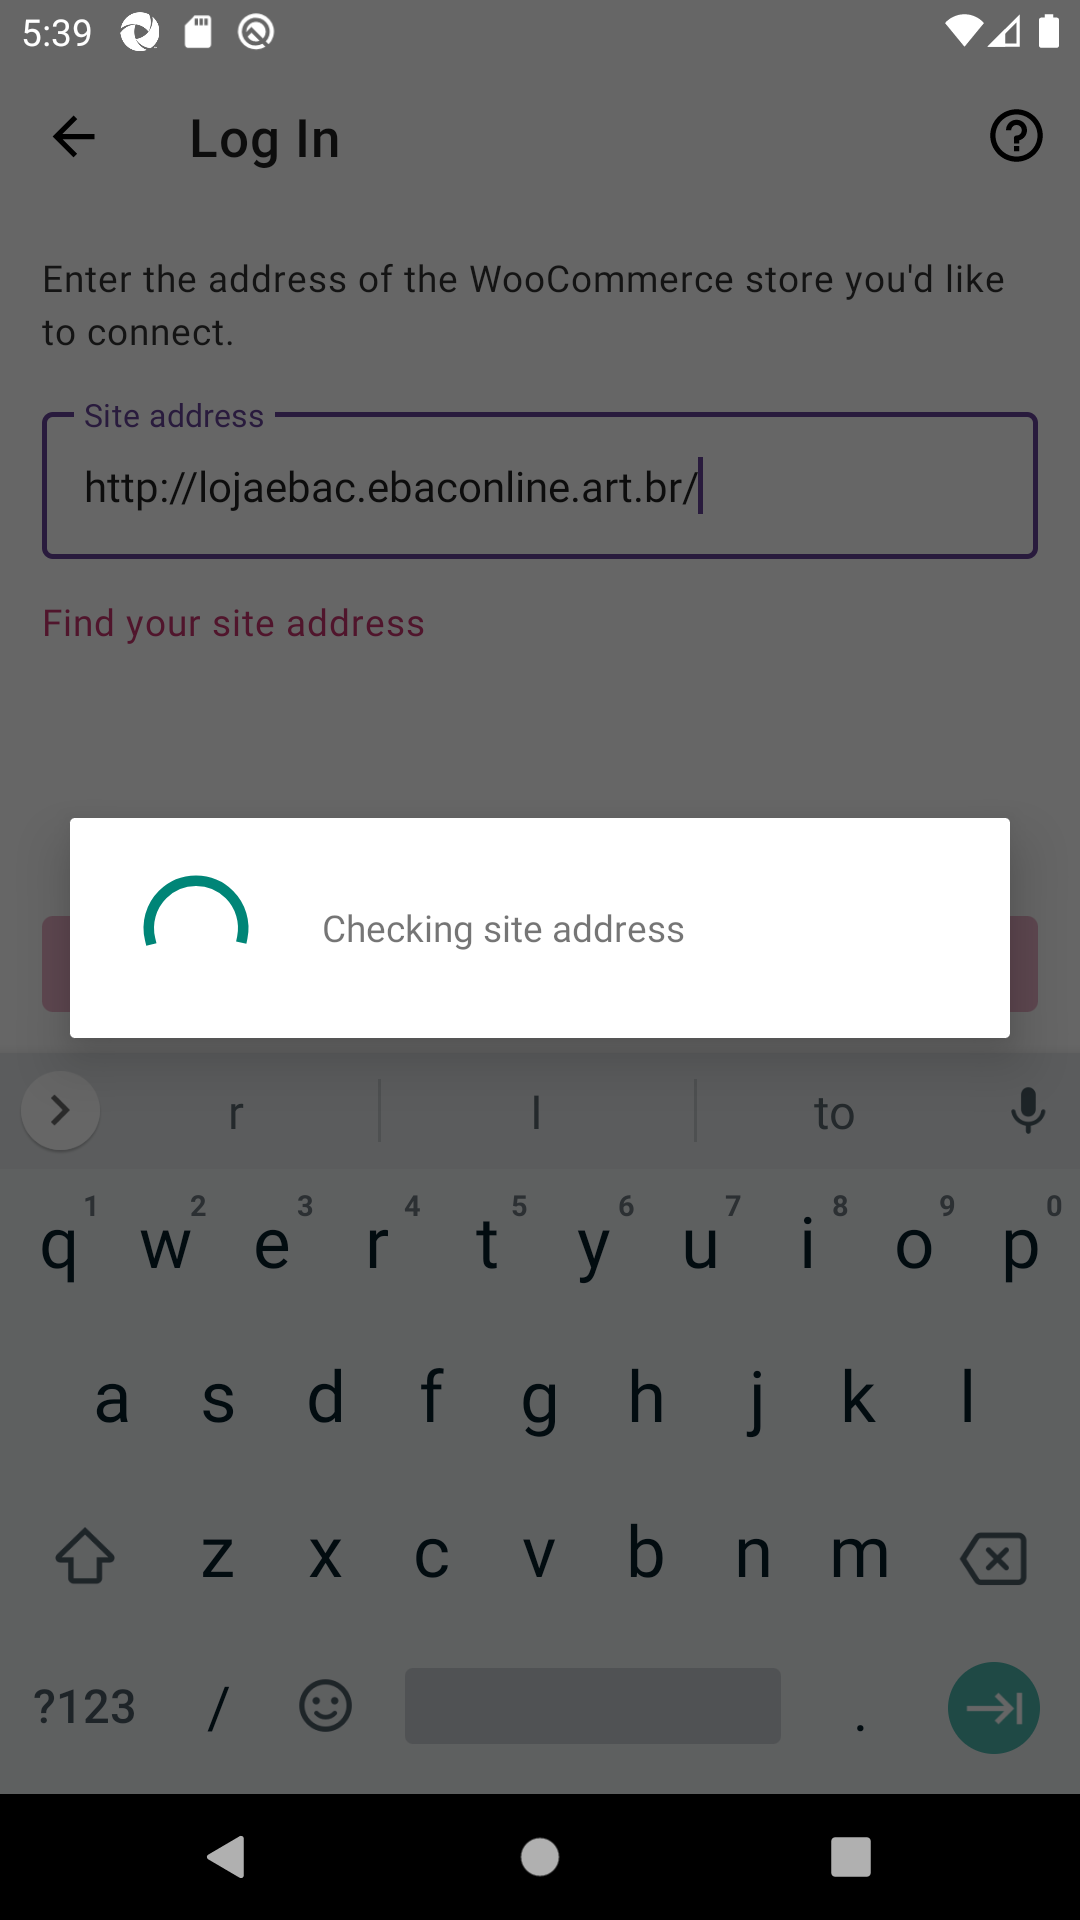 5:39
Log In
Enter the address of the WooCommerce store you'd like
to connect.
Site address
http://lojaebac.ebaconline.art.br/
Find your site address
Checking site address
r I to
1 2 3 4 5 6 7 8 9 0
q w e r t y u i o p
a s d f g h j k l
z x c v b n m
?123 / .